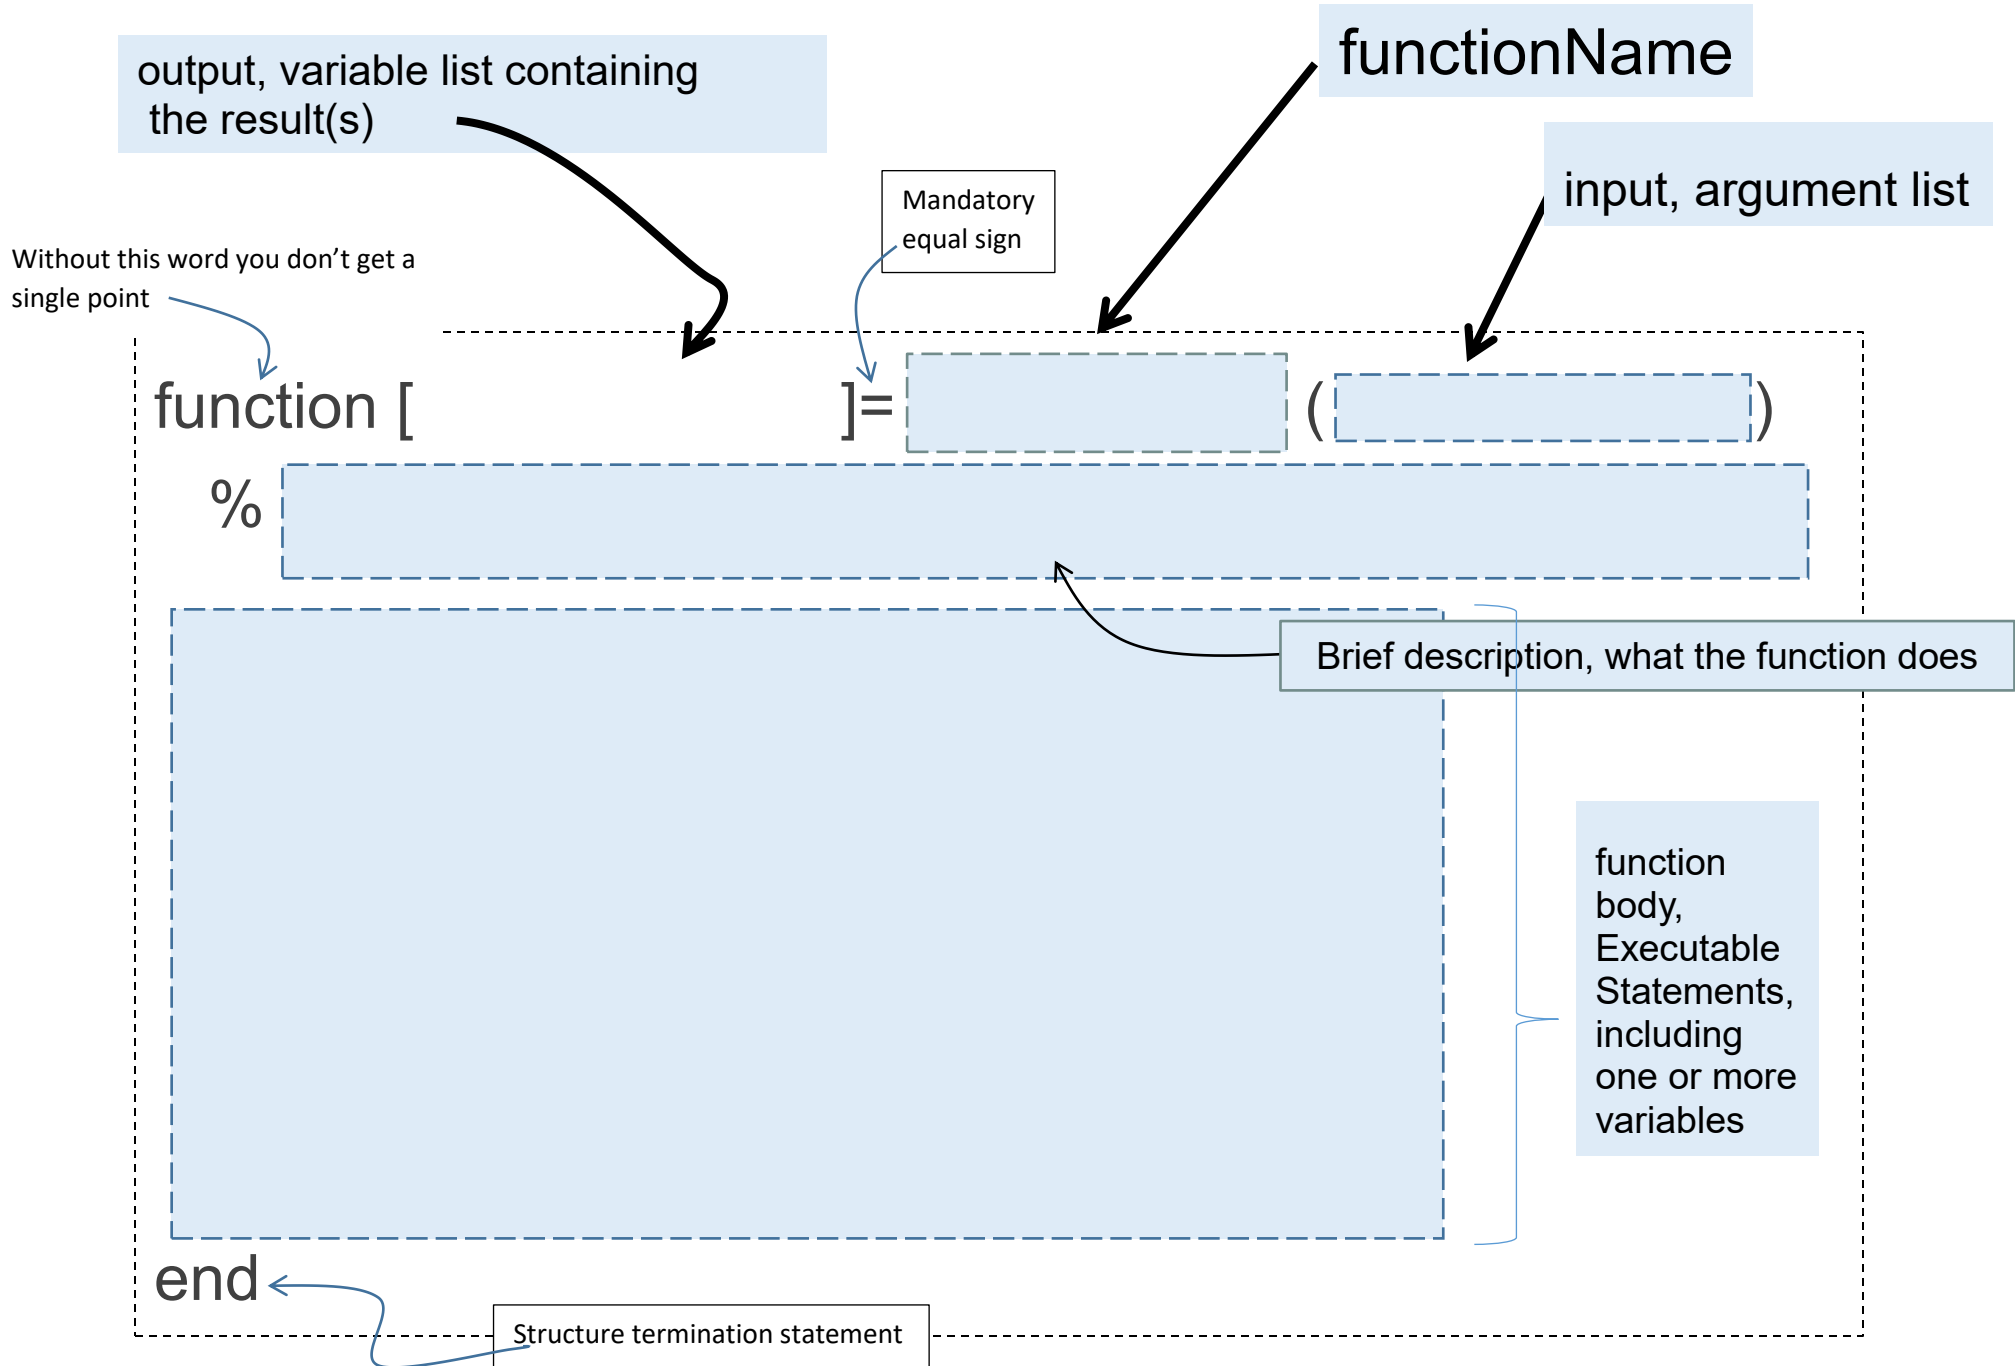 functionName
output, variable list containing
the result(s)
input, argument list
Mandatory
equal sign
Without this word you don’t get a
single point
function [ ]= ( )
%
Brief description, what the function does
function
body,
Executable
Statements,
including
one or more
variables
end
Structure termination statement